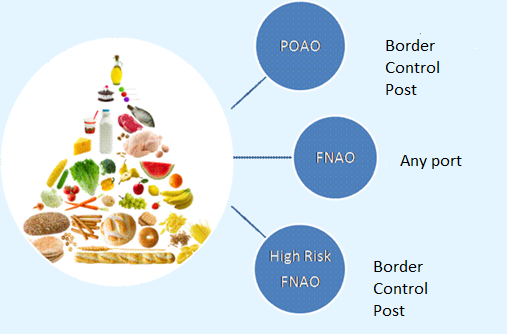 POAO
Border
Control
Post
FNAO
Any port
High Risk
FNAO
Border
Control
Post